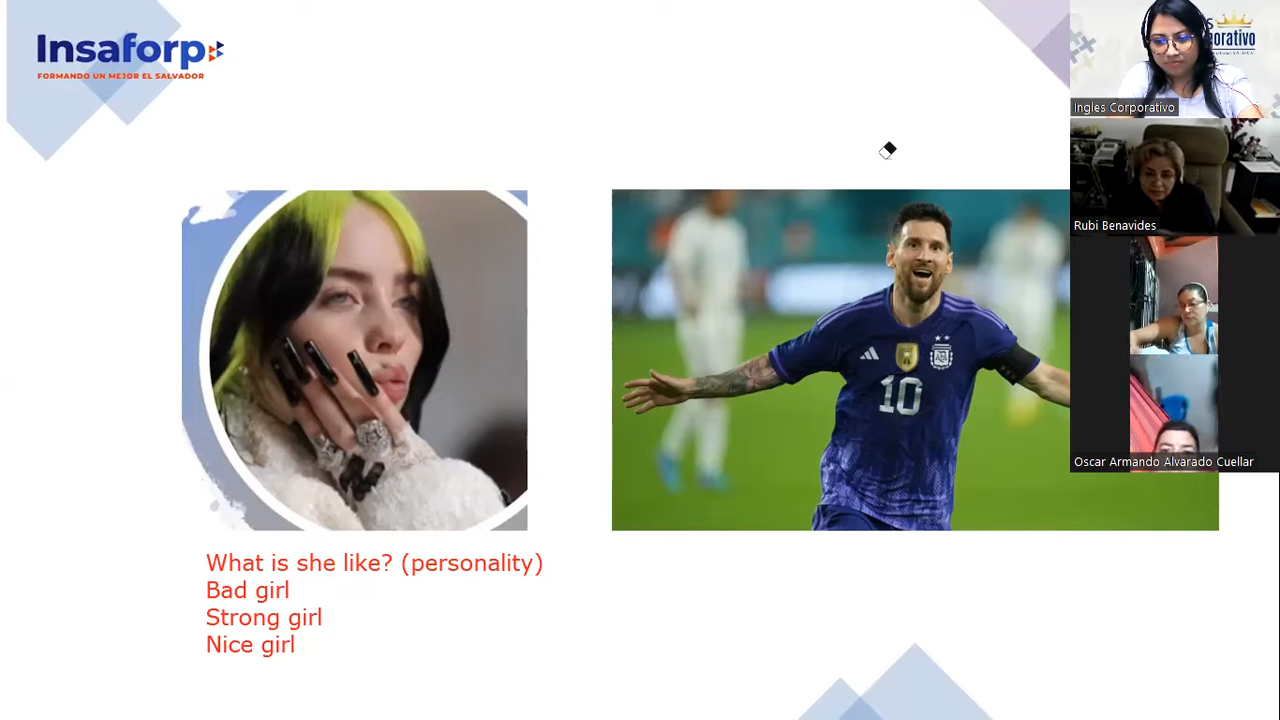 Insaforp
FORMANDO UN MEJOR EL SALVADOR
Ingles Corporativo
Rubi Benavides
10
Oscar Armando Alvarado Cuellar
What is she like? (personality)
Bad girl
Strong girl
Nice girl